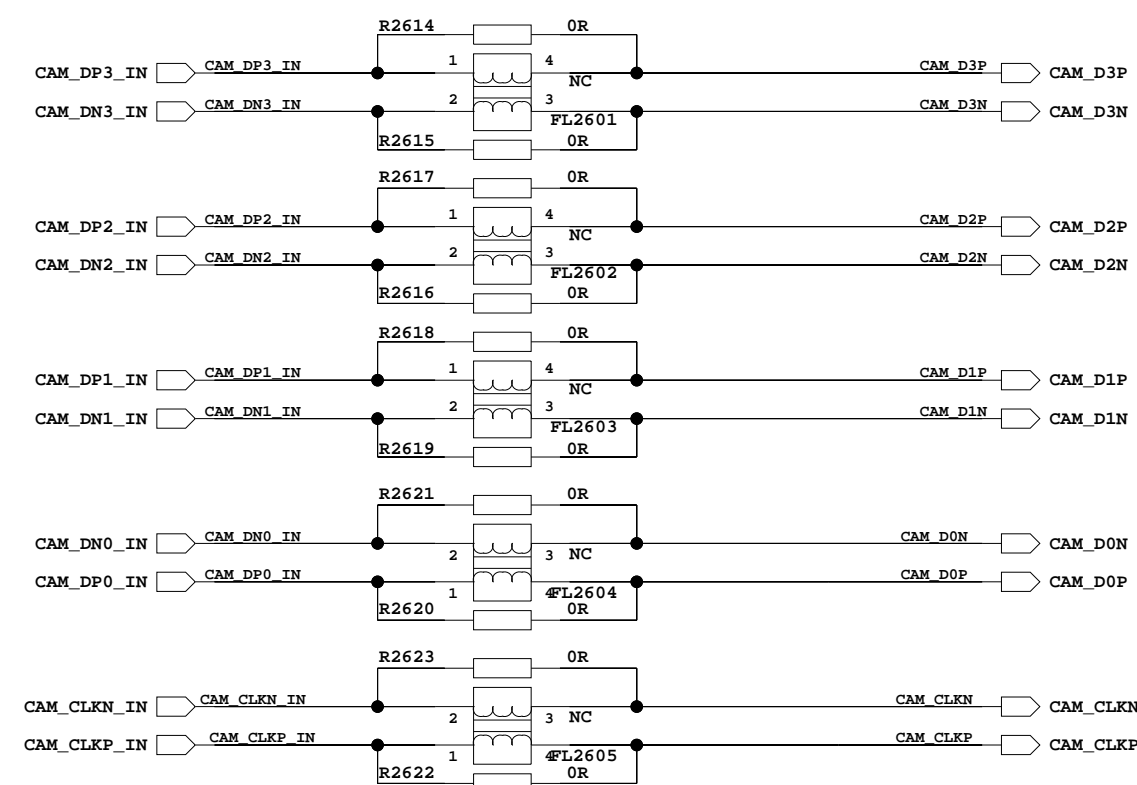 R2614 0R
1 4
CAM_DP3_IN CAM_DP3_IN NC CAM_D3P CAM_D3P
CAM_DN3_IN CAM_DN3_IN 2 3 CAM_D3N CAM_D3N
FL2601
R2615 0R
R2617 0R
1 4
CAM_DP2_IN CAM_DP2_IN NC CAM_D2P CAM_D2P
CAM_DN2_IN CAM_DN2_IN 2 3 CAM_D2N CAM_D2N
FL2602
R2616 0R
R2618 0R
1 4
CAM_DP1_IN CAM_DP1_IN NC CAM_D1P CAM_D1P
CAM_DN1_IN CAM_DN1_IN 2 3 CAM_D1N CAM_D1N
FL2603
R2619 0R
R2621 0R
CAM_DN0_IN CAM_DN0_IN CAM_D0N CAM_D0N
2 3 NC
CAM_DP0_IN CAM_DP0_IN CAM_D0P CAM_D0P
1 4 FL2604
R2620 0R
R2623 0R
CAM_CLKN_IN CAM_CLKN_IN CAM_CLKN CAM_CLKN
2 3 NC
CAM_CLKP_IN CAM_CLKP_IN CAM_CLKP CAM_CLKP
1 4 FL2605
R2622 0R